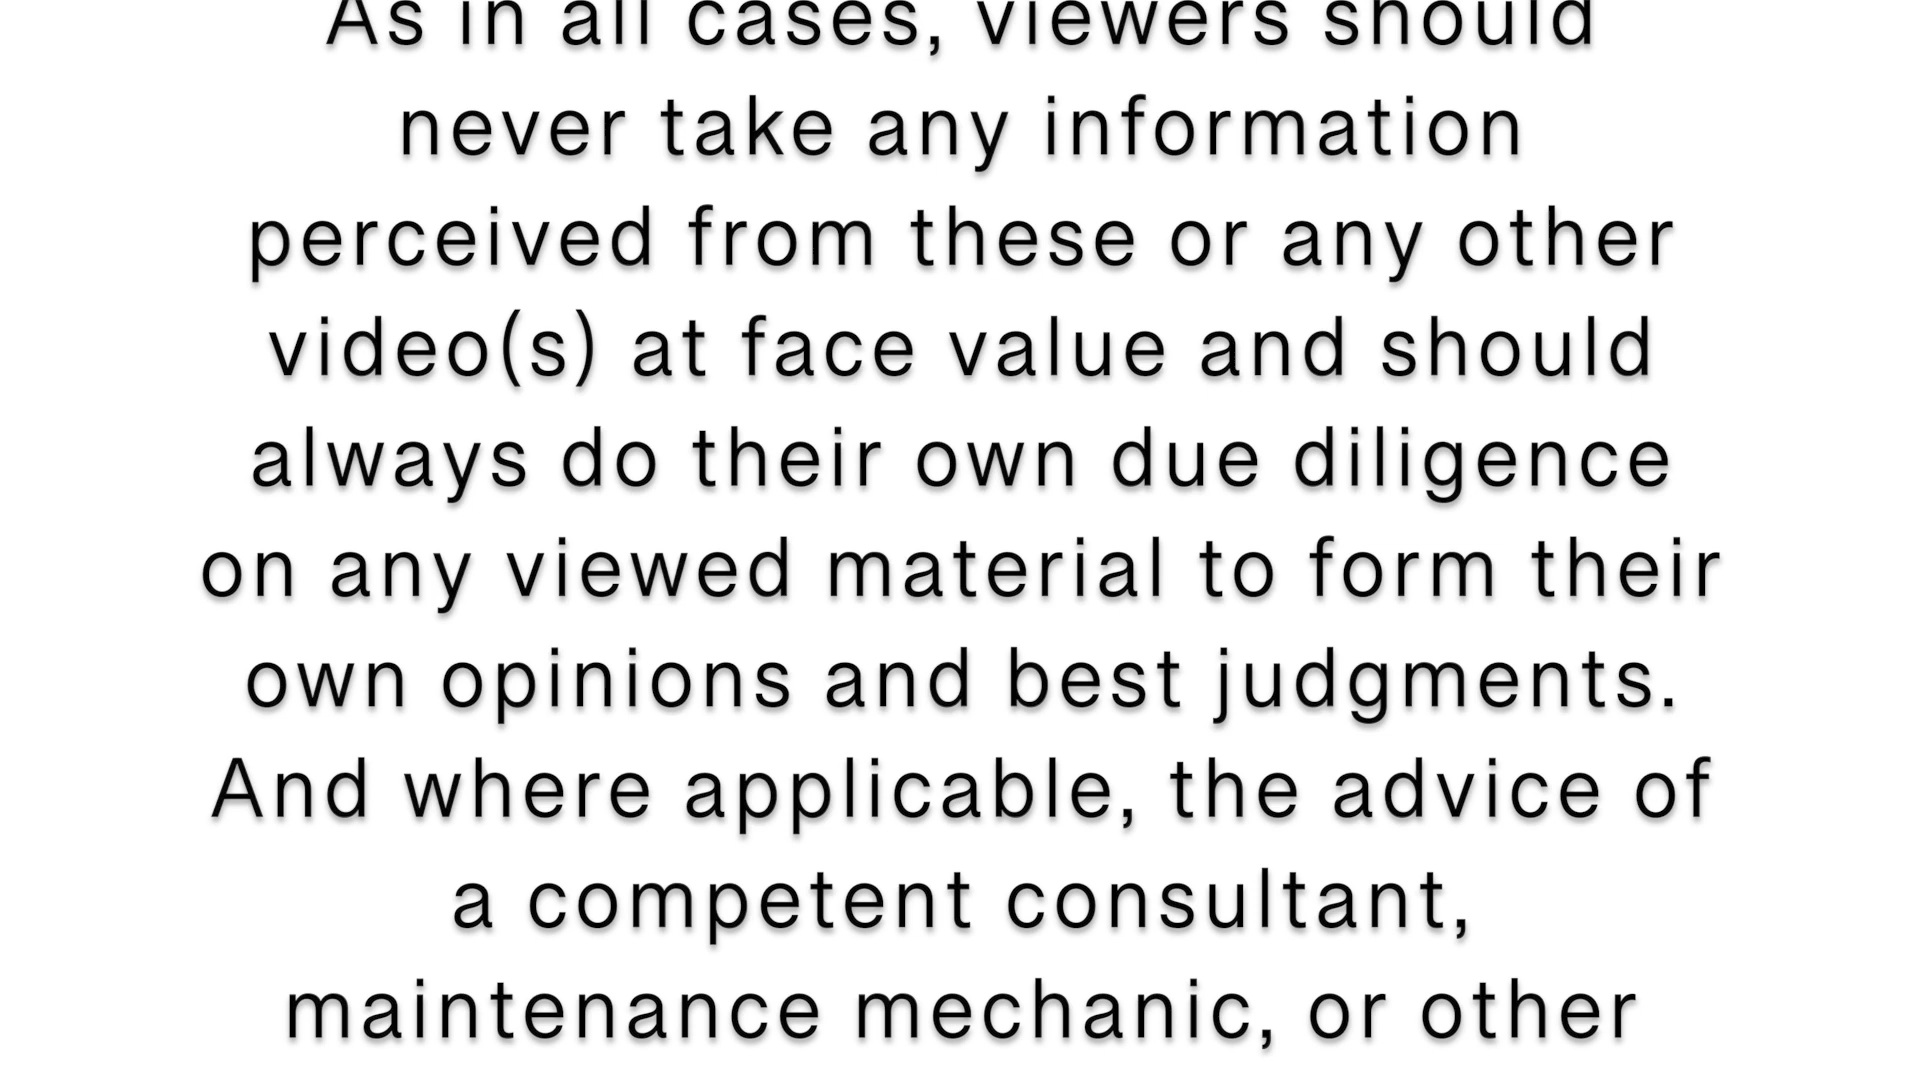 As in all cases, viewers should
never take any information
perceived from these or any other
video(s) at face value and should
always do their own due diligence
on any viewed material to form their
own opinions and best judgments.
And where applicable, the advice of
a competent consultant,
maintenance mechanic, or other